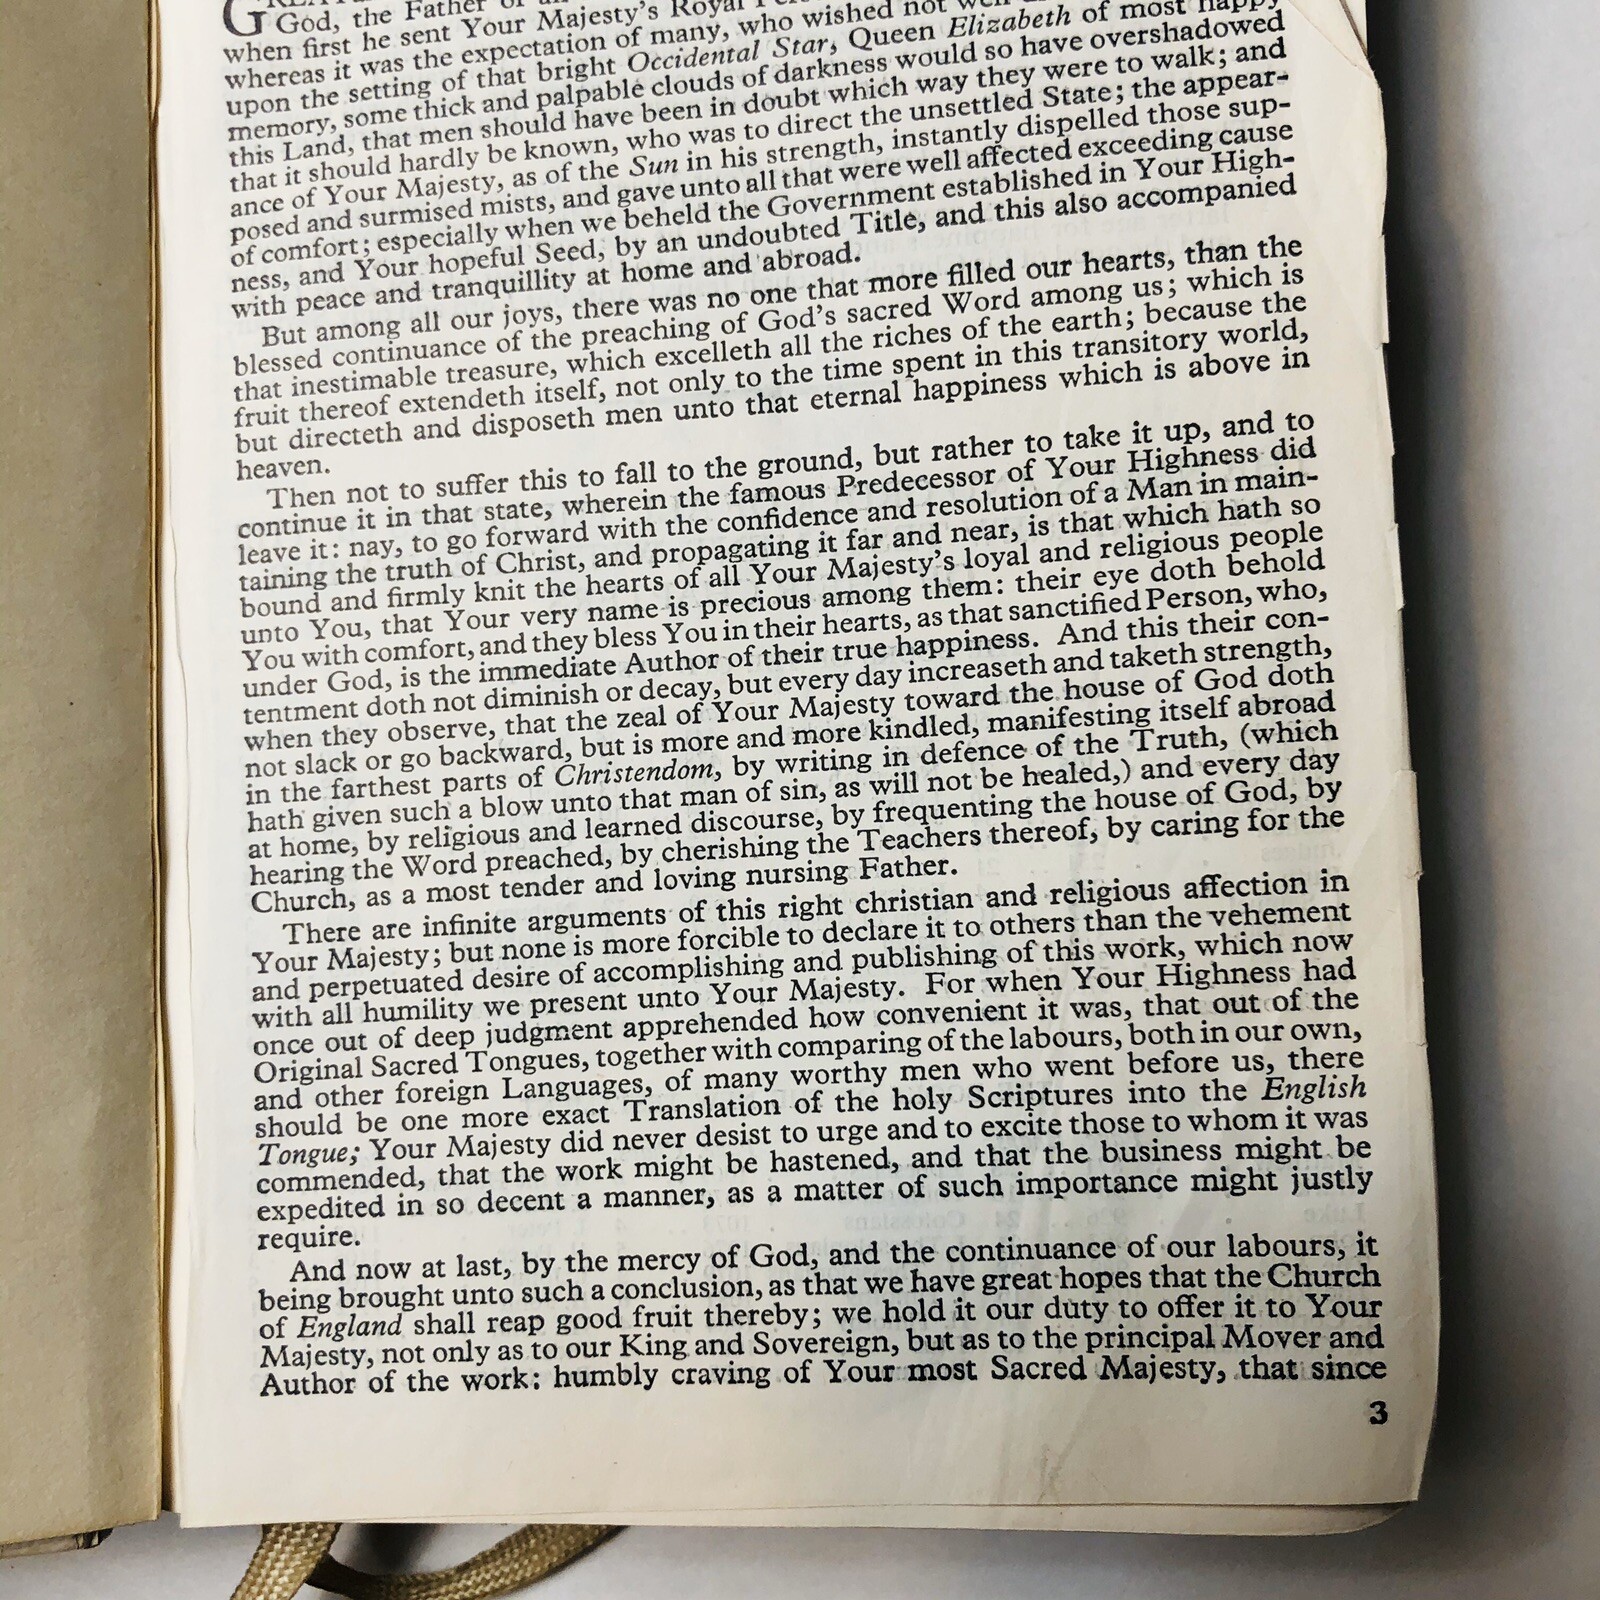 God, the Father of
when first he sent Your Majesty's Royal
whereas it was the expectation of many, who wished not
upon the setting of that bright Occidental Star, Queen Elizabeth of most happy
memory, some thick and palpable clouds of darkness would so have overshadowed
this Land, that men should have been in doubt which way they were to walk; and
that it should hardly be known, who was to direct the unsettled State; the appear-
ance of Your Majesty, as of the Sun in his strength, instantly dispelled those sup-
posed and surmised mists, and gave unto all that were well affected exceeding cause
of comfort; especially when we beheld the Government established in Your High-
ness, and Your hopeful Seed, by an undoubted Title, and this also accompanied
with peace and tranquillity at home and abroad.
But among all our joys, there was no one that more filled our hearts, than the
blessed continuance of the preaching of God's sacred Word among us; which is
that inestimable treasure, which excelleth all the riches of the earth; because the
fruit thereof extendeth itself, not only to the time spent in this transitory world,
but directeth and disposeth men unto that eternal happiness which is above in
heaven.
Then not to suffer this to fall to the ground, but rather to take it up, and to
continue it in that state, wherein the famous Predecessor of Your Highness did
leave it: nay, to go forward with the confidence and resolution of a Man in main-
taining the truth of Christ, and propagating it far and near, is that which hath so
bound and firmly knit the hearts of all Your Majesty's loyal and religious people
unto You, that Your very name is precious among them: their eye doth behold
You with comfort, and they bless You in their hearts, as that sanctified Person, who,
under God, is the immediate Author of their true happiness. And this their con-
tentment doth not diminish or decay, but every day increaseth and taketh strength,
when they observe, that the zeal of Your Majesty toward the house of God doth
not slack or go backward, but is more and more kindled, manifesting itself abroad
in the farthest parts of Christendom, by writing in defence of the Truth, (which
hath given such a blow unto that man of sin, as will not be healed,) and every day
at home, by religious and learned discourse, by frequenting the house of God, by
hearing the Word preached, by cherishing the Teachers thereof, by caring for the
Church, as a most tender and loving nursing Father.
There are infinite arguments of this right christian and religious affection in
Your Majesty; but none is more forcible to declare it to others than the vehement
and perpetuated desire of accomplishing and publishing of this work, which now
with all humility we present unto Your Majesty. For when Your Highness had
once out of deep judgment apprehended how convenient it was, that out of the
Original Sacred Tongues, together with comparing of the labours, both in our own,
and other foreign Languages, of many worthy men who went before us, there
should be one more exact Translation of the holy Scriptures into the English
Tongue; Your Majesty did never desist to urge and to excite those to whom it was
commended, that the work might be hastened, and that the business might be
expedited in so decent a manner, as a matter of such importance might justly
require.
And now at last, by the mercy of God, and the continuance of our labours, it
being brought unto such a conclusion, as that we have great hopes that the Church
of England shall reap good fruit thereby; we hold it our duty to offer it to Your
Majesty, not only as to our King and Sovereign, but as to the principal Mover and
Author of the work: humbly craving of Your most Sacred Majesty, that since
3